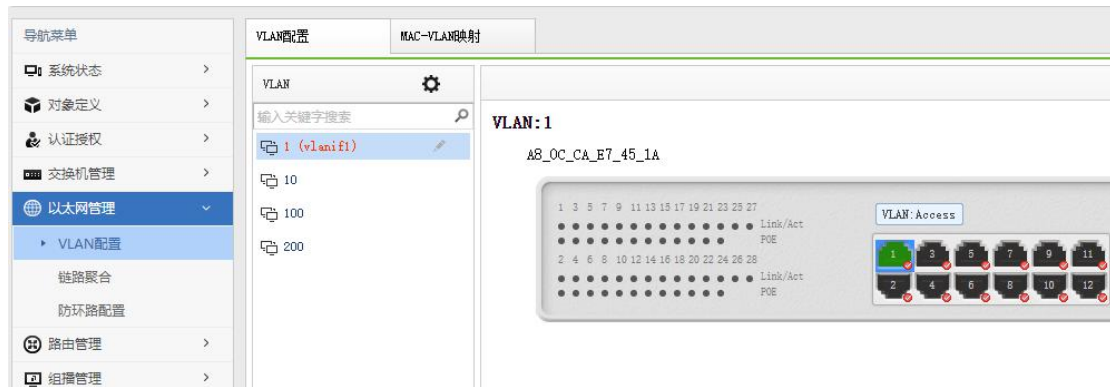 导航菜单
系统状态
对象定义
认证授权
交换机管理
以太网管理
VLAN配置
链路聚合
防环路配置
路由管理
组播管理
VLAN配置
MAC-VLAN映射
VLAN
输入关键字搜索
1 (vlanif1)
10
100
200
VLAN:1
A8_0C_CA_E7_45_1A
1 3 5 7 9 11 13 15 17 19 21 23 25 27
Link/Act
POE
2 4 6 8 10 12 14 16 18 20 22 24 26 28
Link/Act
POE
VLAN:Access
1 3 5 7 9 11
2 4 6 8 10 12